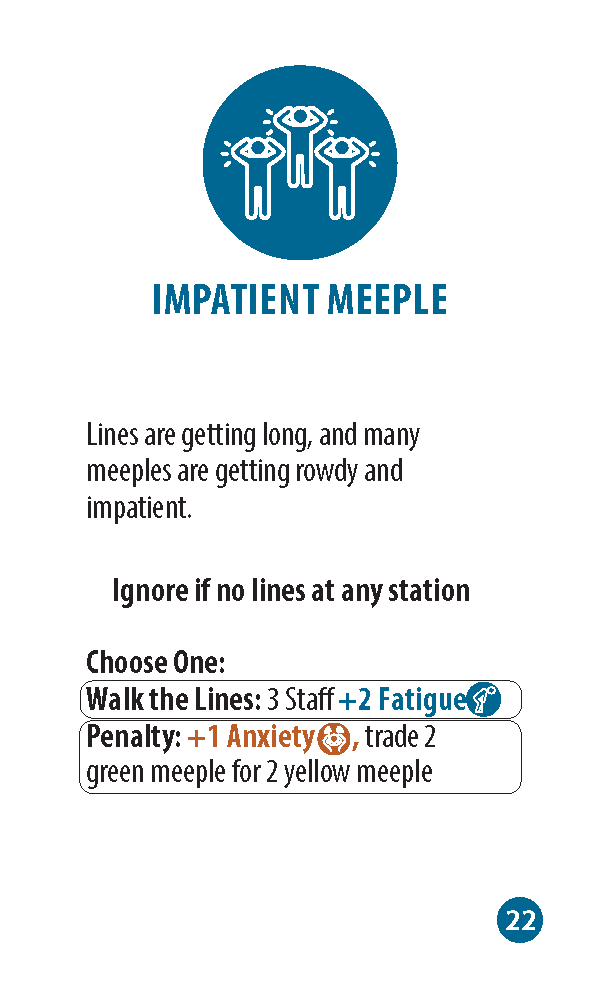 IMPATIENT MEEPLE
Lines are getting long, and many
meeples are getting rowdy and
impatient.
Ignore if no lines at any station
Choose One:
Walk the Lines: 3 Staff +2 Fatigue
Penalty: +1 Anxiety , trade 2
green meeple for 2 yellow meeple
22